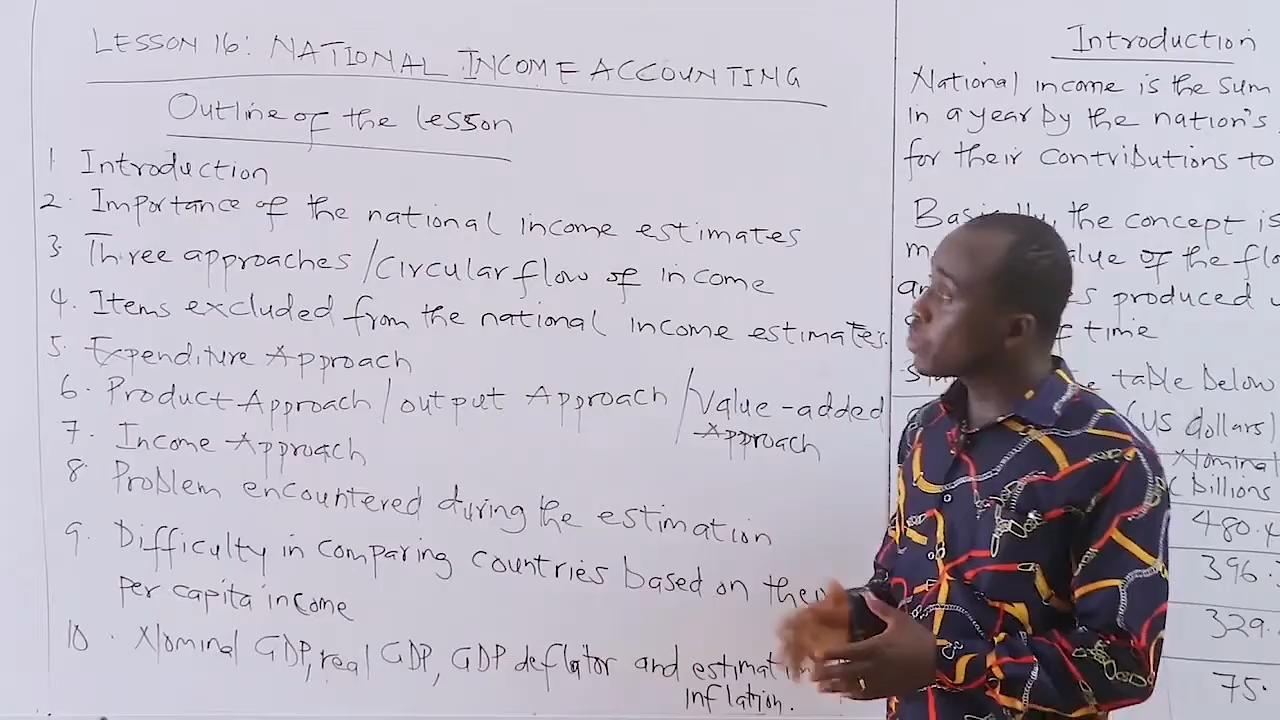 LESSON 16: NATIONAL INCOME ACCOUNTING
Outline of the lesson
1 Introduction
2. Importance of the national income estimates
3. Three approaches /circular flow of income
4. Items excluded from the national income estimates.
5. Expenditure Approach
6. Product Approach / output Approach / Value-added
Approach
7. Income Approach
8. Problem encountered during the estimation
9. Difficulty in comparing countries based on their
per capita income
10. Nominal GDP, real GDP, GDP deflator and
inflation.
Introduction
National income is the sum
in a year by the nation's
for their contributions to
the concept is
of the
produced
time
table below
(US dollars)
Nominal
(billions
480.4
396.
329.
75.